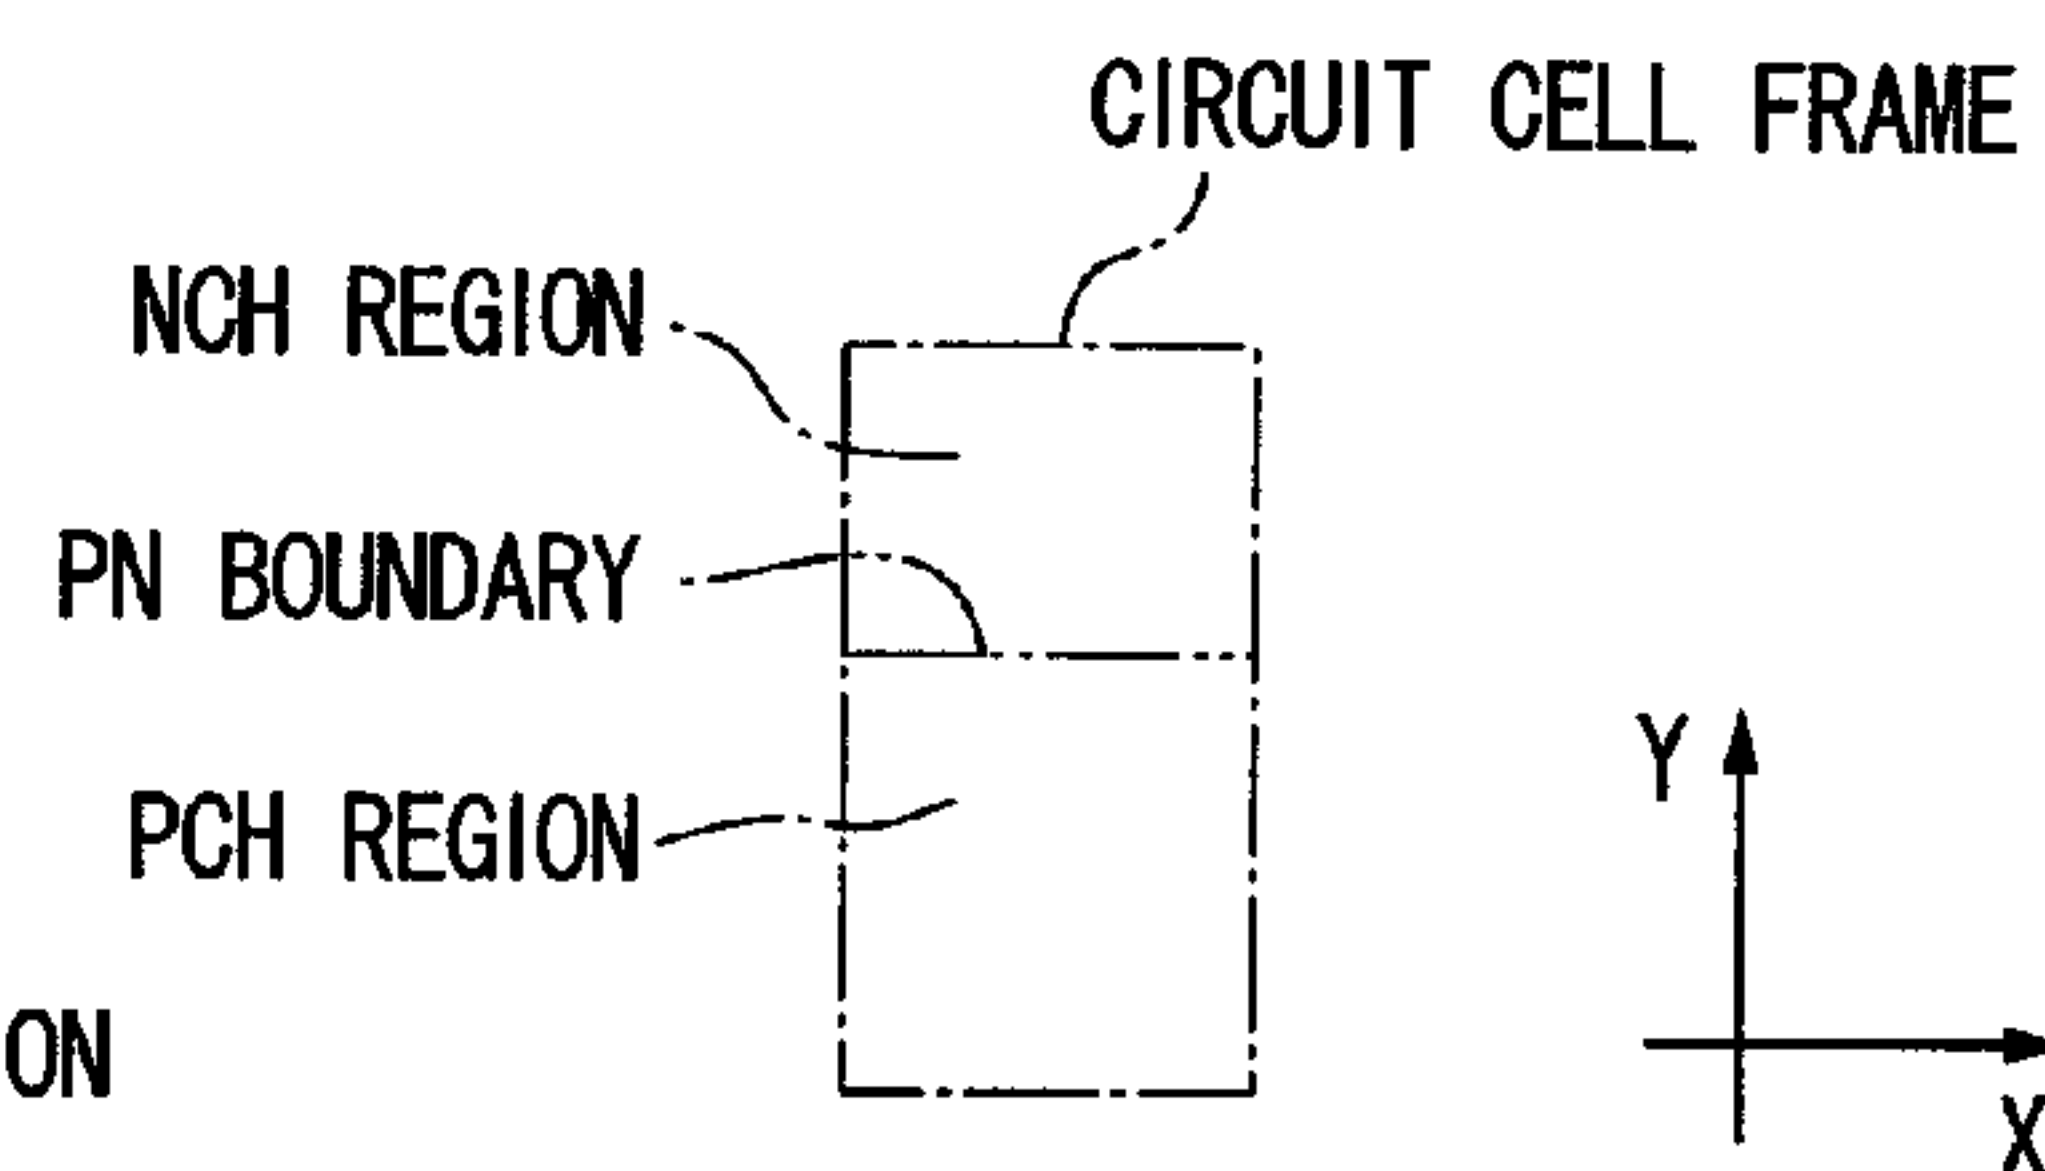 CIRCUIT CELL FRAME
NCH REGION
PN BOUNDARY
Y
PCH REGION
ON
X